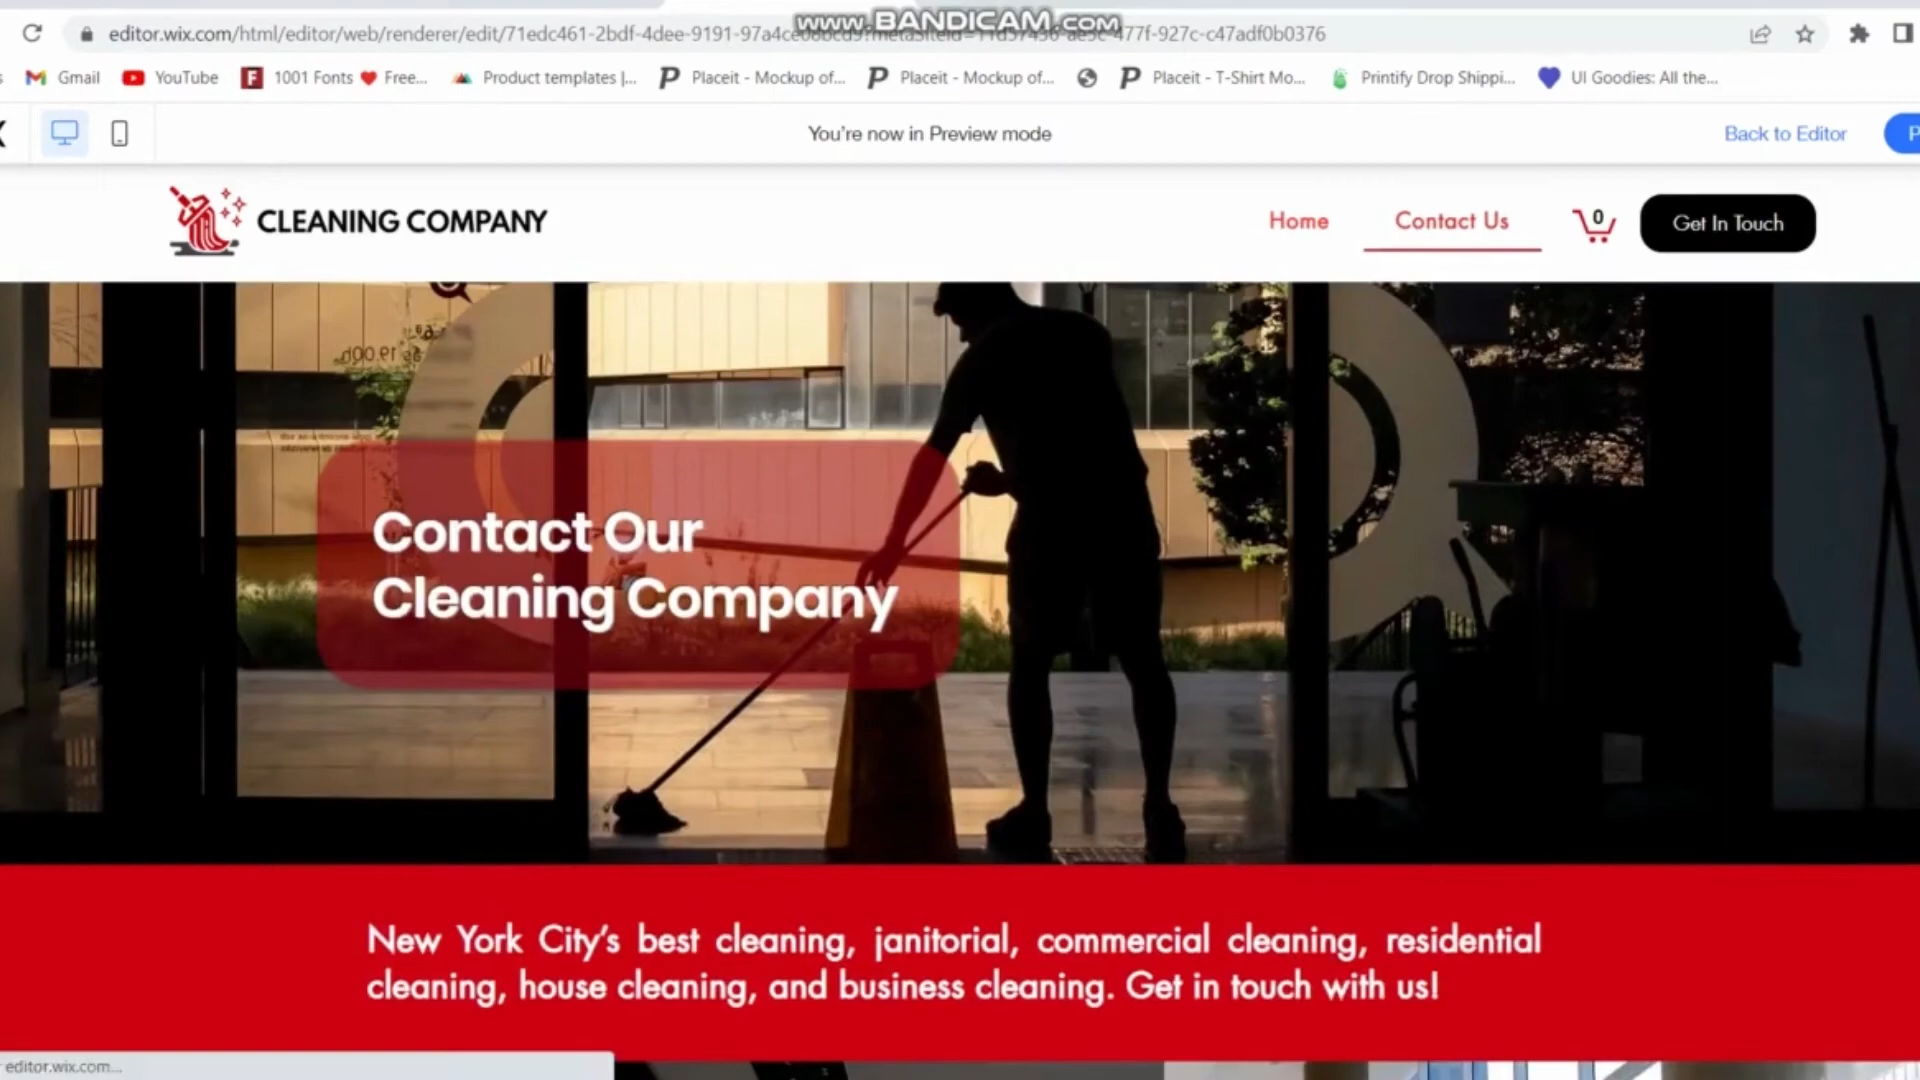 www.BANDICAM.com
editor.wix.com/html/editor/web/renderer/edit/71edc461-2bdf-4dee-9191-97a4ce
477f-927c-c47adf0b0376
Gmail
YouTube
1001 Fonts
Free...
Product templates |...
Placeit - Mockup of...
Placeit - Mockup of...
Placeit - T-Shirt Mo...
Printify Drop Shippi...
UI Goodies: All the...
You're now in Preview mode
Back to Editor
P
CLEANING COMPANY
Home
Contact Us
0
Get In Touch
Contact Our
Cleaning Company
New York City's best cleaning, janitorial, commercial cleaning, residential
cleaning, house cleaning, and business cleaning. Get in touch with us!
editor.wix.com...